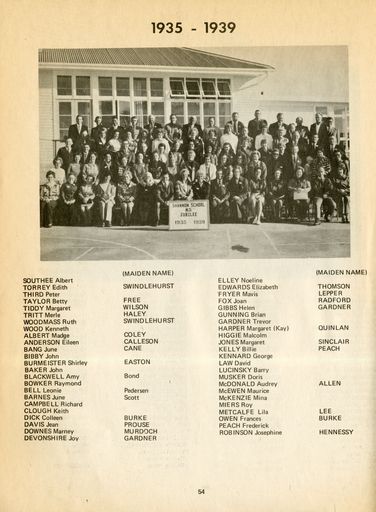 1935 - 1939
SHANNON SCHOOL
JUBILEE
1935 - 1939
(MAIDEN NAME)
SOUTHEE Albert
TORREY Edith SWINDLEHURST
THIRD Peter
TAYLOR Betty FREE
TIDDY Margaret WILSON
TRITT Merle HALEY
WOODMASS Ruth SWINDLEHURST
WOOD Kenneth
ALBERT Madge COLEY
ANDERSON Eileen CALLESON
BANG June CANE
BIBBY John
BURMEISTER Shirley EASTON
BAKER John
BLACKWELL Amy Bond
BOWKER Raymond
BELL Leonie Pedersen
BARNES June Scott
CAMPBELL Richard
CLOUGH Keith
DICK Colleen BURKE
DAVIS Jean PROUSE
DOWNES Marney MURDOCH
DEVONSHIRE Joy GARDNER
(MAIDEN NAME)
ELLEY Noeline
EDWARDS Elizabeth THOMSON
FRYER Mavis LEPPER
FOX Joan RADFORD
GIBBS Helen GARDNER
GUNNING Brian
GARDNER Trevor
HARPER Margaret (Kay) QUINLAN
HIGGIE Malcolm
JONES Margaret SINCLAIR
KELLY Billie PEACH
KENNARD George
LAW David
LUCINSKY Barry
MUSKER Doris
McDONALD Audrey ALLEN
McEWEN Maurice
McKENZIE Mina
MIERS Roy
METCALFE Lila LEE
OWEN Frances BURKE
PEACH Frederick
ROBINSON Josephine HENNESSY
54